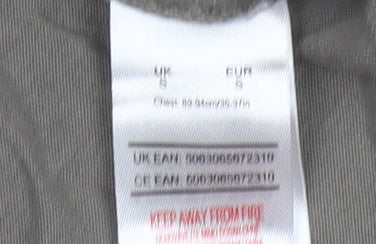 UK EUR
S S
Chest 89-94cm/35-37in
UK EAN: 5063065072310
CE EAN: 5063065072310
KEEP AWAY FROM FIRE